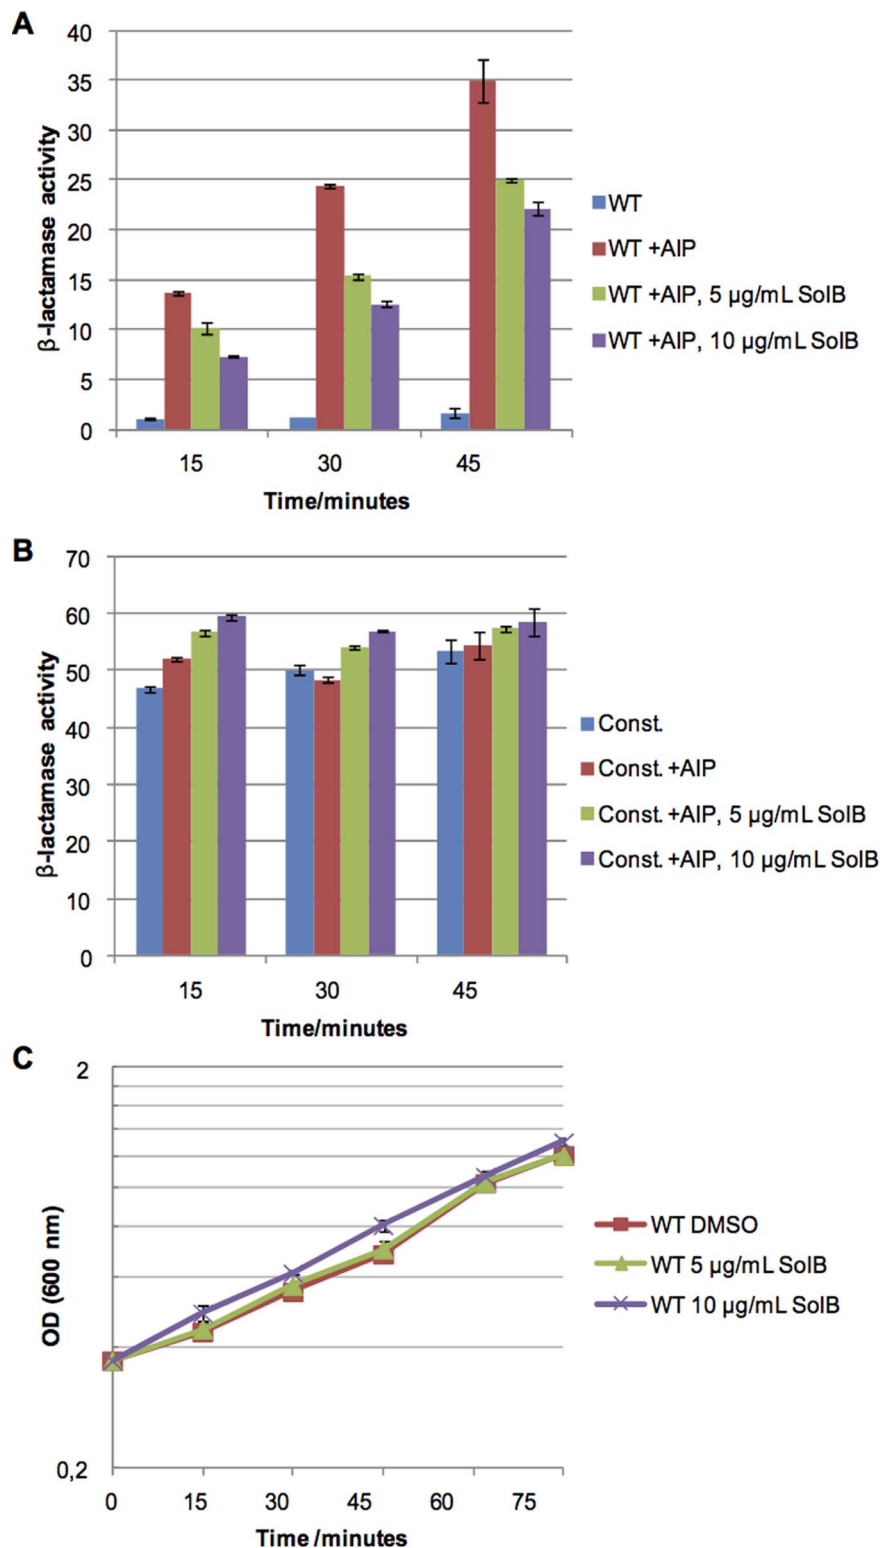 A
40
35
30
25
20
15
10
5
0
β-lactamase activity
15 30 45
Time/minutes
WT
WT +AIP
WT +AIP, 5 µg/mL SolB
WT +AIP, 10 µg/mL SolB
B
70
60
50
40
30
20
10
0
β-lactamase activity
15 30 45
Time/minutes
Const.
Const. +AIP
Const. +AIP, 5 µg/mL SolB
Const. +AIP, 10 µg/mL SolB
C
2
0,2
OD (600 nm)
0 15 30 45 60 75
Time /minutes
WT DMSO
WT 5 µg/mL SolB
WT 10 µg/mL SolB